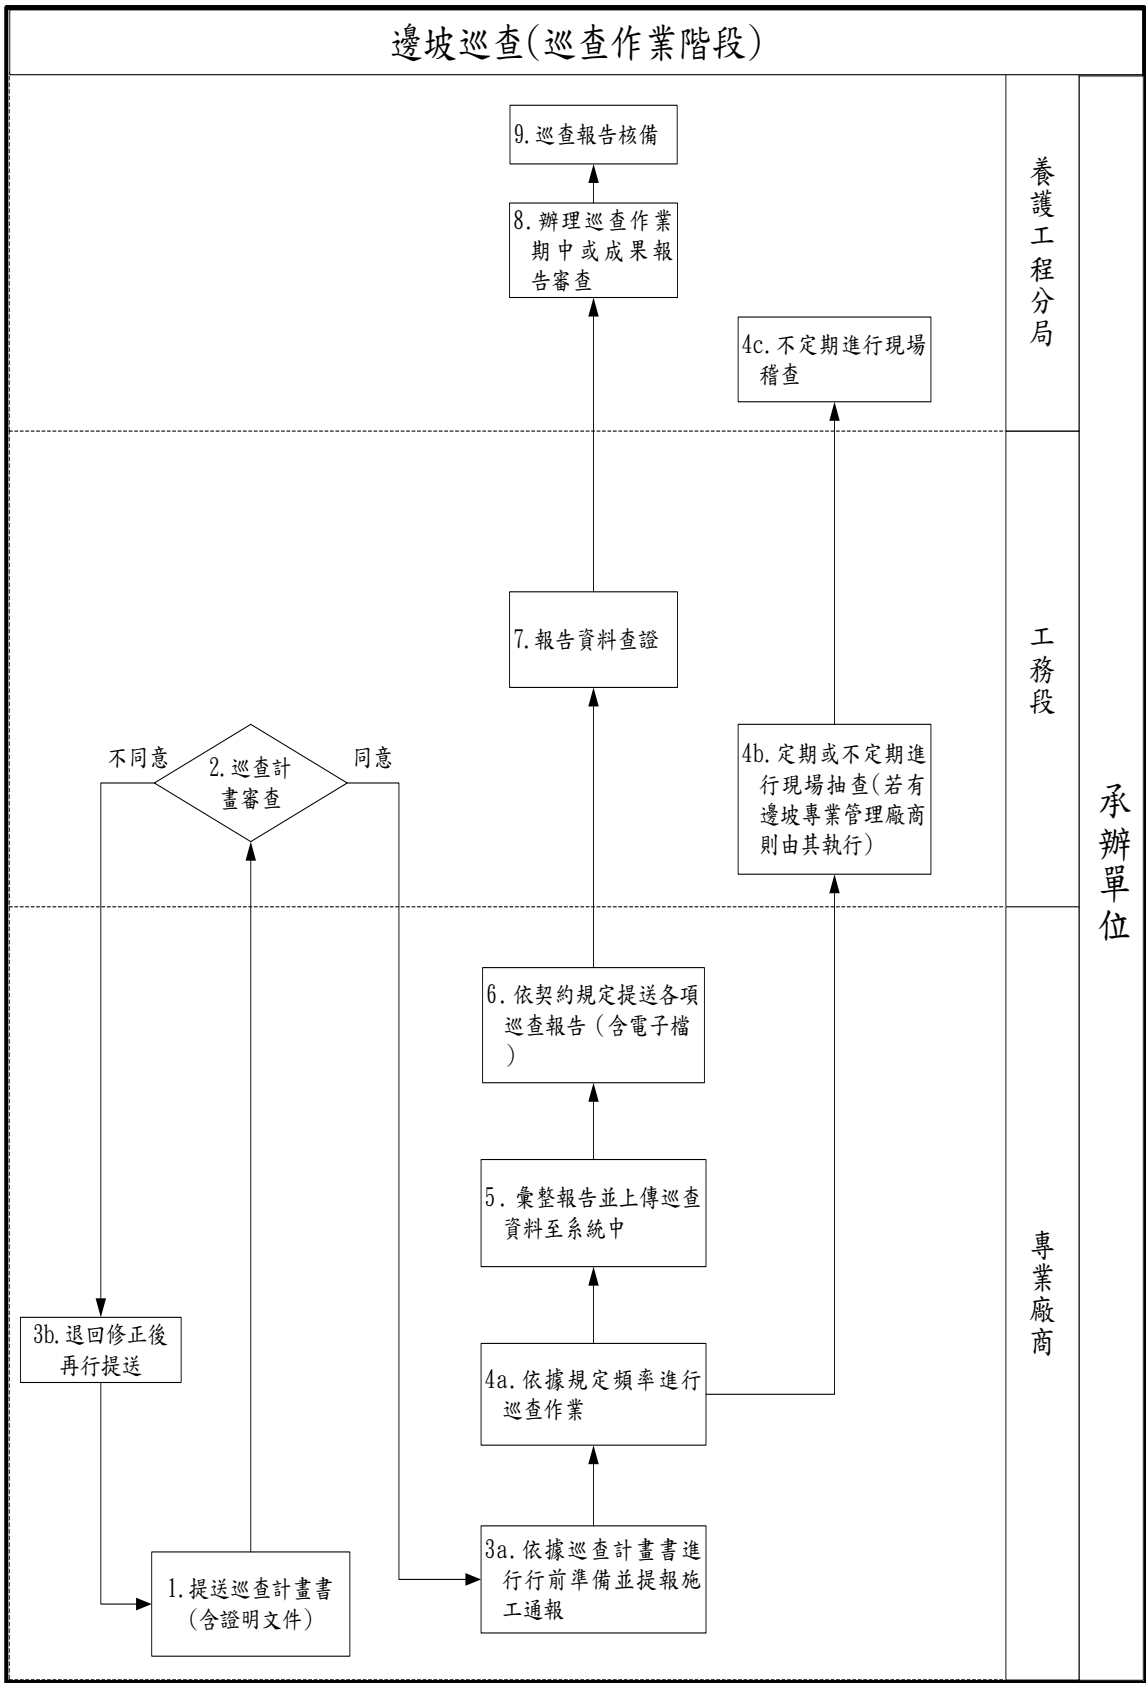 邊坡巡查(巡查作業階段)
9.巡查報告核備
8.辦理巡查作業
期中或成果報
告審查
4c.不定期進行現場
稽查
養護工程分局
7.報告資料查證
不同意
2.巡查計
畫審查
同意
4b.定期或不定期進
行現場抽查(若有
邊坡專業管理廠商
則由其執行)
工務段
承辦單位
6.依契約規定提送各項
巡查報告（含電子檔
）
5.彙整報告並上傳巡查
資料至系統中
3b.退回修正後
再行提送
4a.依據規定頻率進行
巡查作業
專業廠商
1.提送巡查計畫書
(含證明文件)
3a.依據巡查計畫書進
行行前準備並提報施
工通報